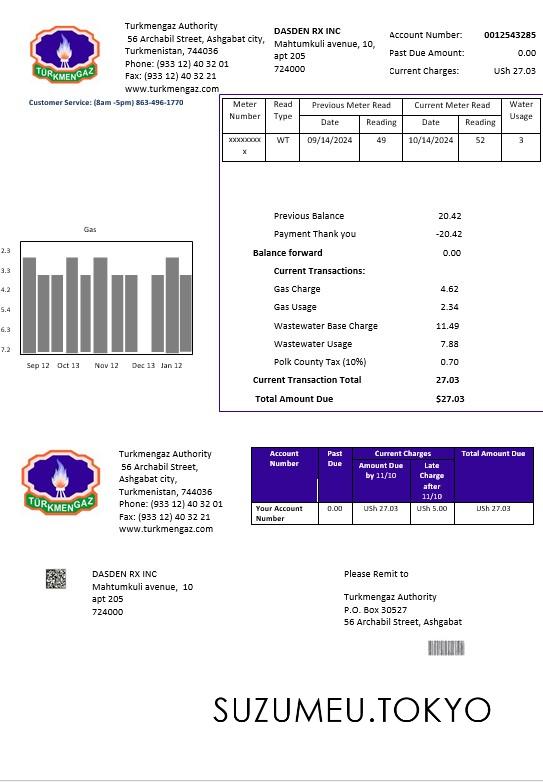 TÜRKMENGAZ
Turkmengaz Authority
56 Archabil Street, Ashgabat city,
Turkmenistan, 744036
Phone: (933 12) 40 32 01
Fax: (933 12) 40 32 21
www.turkmengaz.com
DASDEN RX INC
Mahtumkuli avenue, 10,
apt 205
724000
Account Number: 0012543285
Past Due Amount: 0.00
Current Charges: USh 27.03
Customer Service: (8am -5pm) 863-496-1770
Meter Number Read Type Previous Meter Read Current Meter Read Water Usage
Date Reading Date Reading
xxxxxxxx
x
WT 09/14/2024 49 10/14/2024 52 3
Previous Balance 20.42
Payment Thank you -20.42
Balance forward 0.00
Current Transactions:
Gas Charge 4.62
Gas Usage 2.34
Wastewater Base Charge 11.49
Wastewater Usage 7.88
Polk County Tax (10%) 0.70
Current Transaction Total 27.03
Total Amount Due $27.03
Gas
2.3
3.3
4.2
5.4
6.3
7.2
Sep 12 Oct 13 Nov 12 Dec 13 Jan 12
TÜRKMENGAZ
Turkmengaz Authority
56 Archabil Street,
Ashgabat city,
Turkmenistan, 744036
Phone: (933 12) 40 32 01
Fax: (933 12) 40 32 21
www.turkmengaz.com
Account Number Past Due Current Charges Total Amount Due
Amount Due by 11/10 Late Charge after 11/10
Your Account Number 0.00 USh 27.03 USh 5.00 USh 27.03
DASDEN RX INC
Mahtumkuli avenue, 10
apt 205
724000
Please Remit to
Turkmengaz Authority
P.O. Box 30527
56 Archabil Street, Ashgabat
SUZUMEU.TOKYO